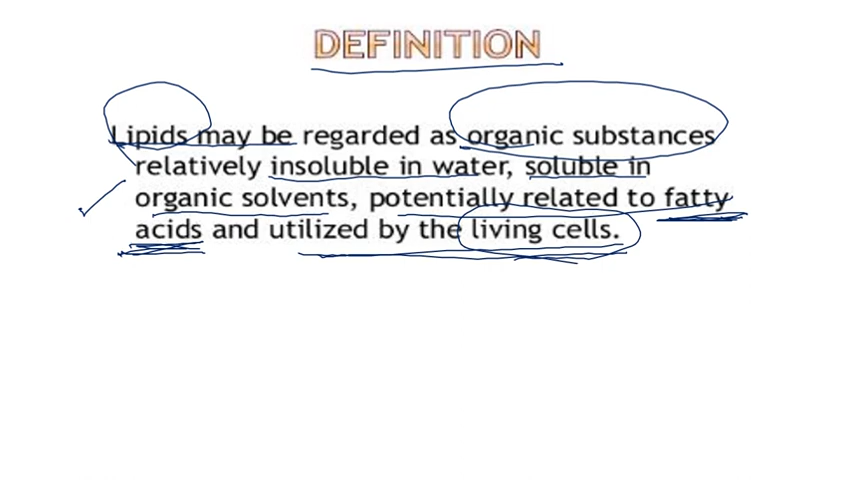 DEFINITION
Lipids may be regarded as organic substances
relatively insoluble in water, soluble in
organic solvents, potentially related to fatty
acids and utilized by the living cells.